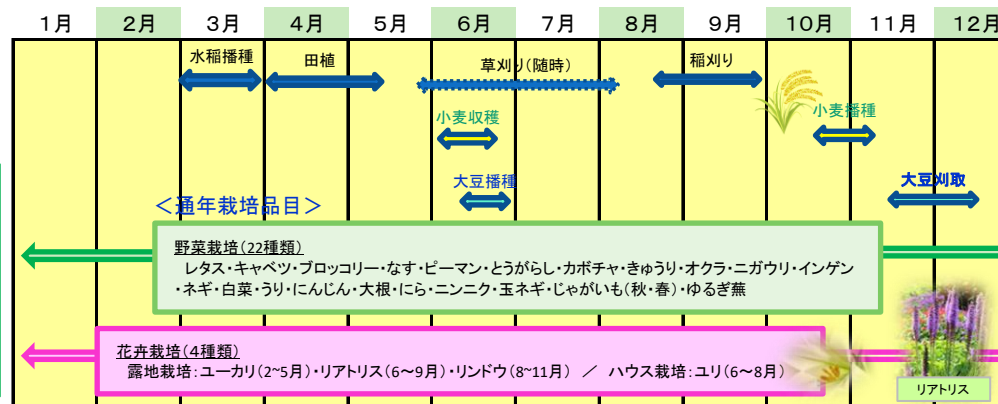 1月 2月 3月 4月 5月 6月 7月 8月 9月 10月 11月 12月
水稲播種 田植 草刈り(随時) 稲刈り
小麦収穫 小麦播種
大豆播種 大豆刈取
＜通年栽培品目＞
野菜栽培(22種類)
レタス・キャベツ・ブロッコリー・なす・ピーマン・とうがらし・カボチャ・きゅうり・オクラ・ニガウリ・インゲン
・ネギ・白菜・うり・にんじん・大根・にら・ニンニク・玉ネギ・じゃがいも(秋・春)・ゆるぎ蕪
花卉栽培(4種類)
露地栽培：ユーカリ(2~5月)・リアトリス(6～9月)・リンドウ(8~11月) ／ ハウス栽培：ユリ(6～8月)
リアトリス